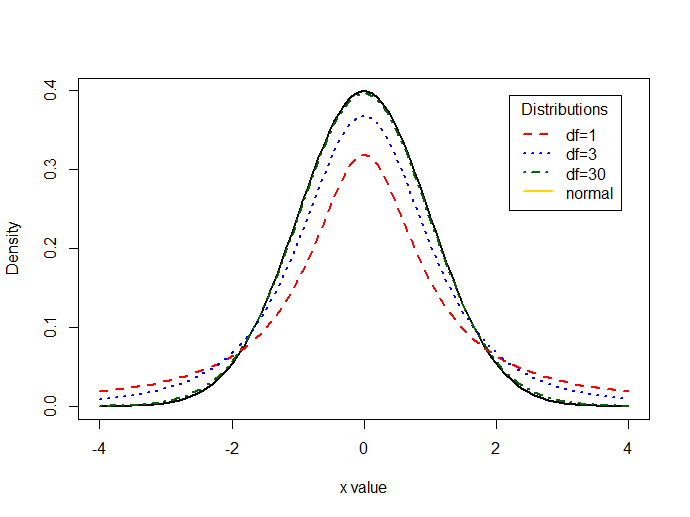 0.4
0.3
0.2
0.1
0.0
Density
Distributions
df=1
df=3
df=30
normal
-4 -2 0 2 4
x value